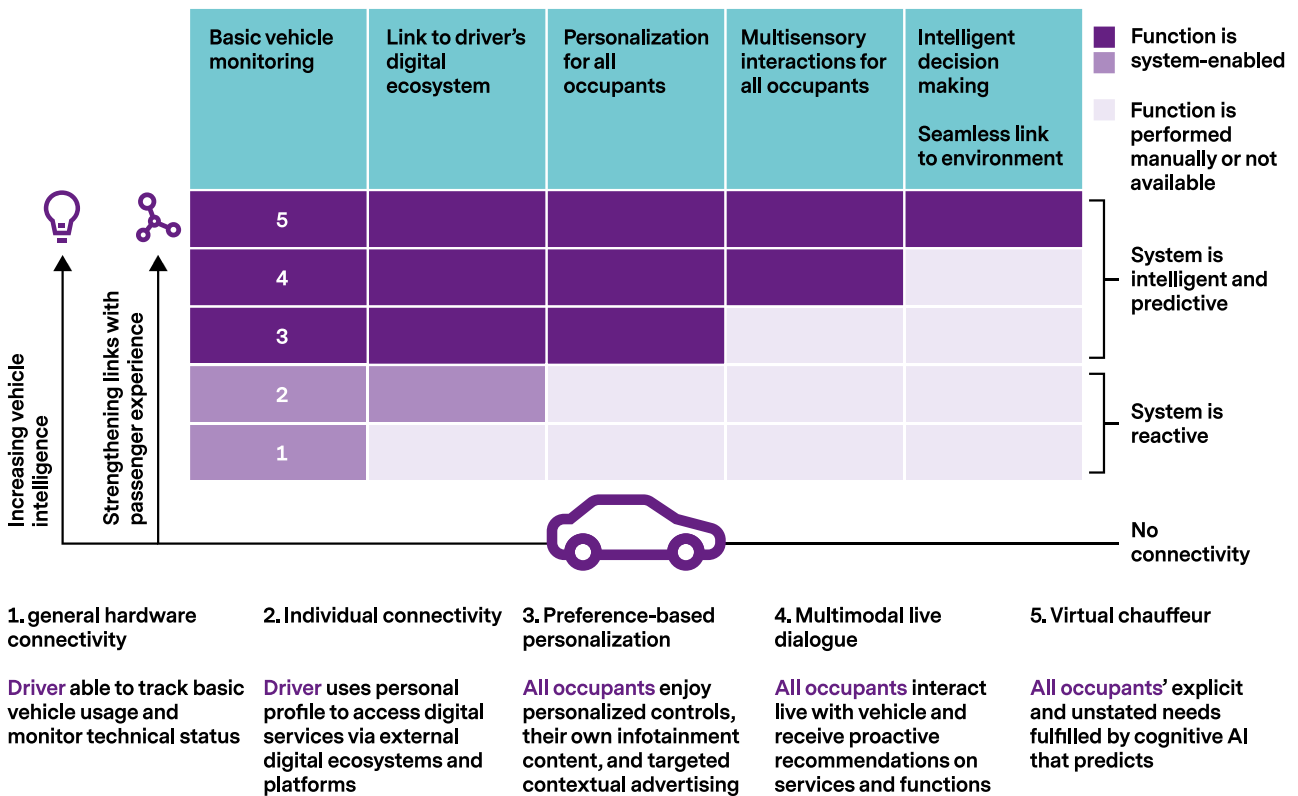 Basic vehicle
monitoring
Link to driver's
digital
ecosystem
Personalization
for all
occupants
Multisensory
interactions for
all occupants
Intelligent
decision
making
Seamless link
to environment
Function is
system-enabled
Function is
performed
manually or not
available
5
4
3
2
1
System is
intelligent and
predictive
System is
reactive
No
connectivity
Increasing vehicle
intelligence
Strengthening links with
passenger experience
1. general hardware
connectivity
Driver able to track basic
vehicle usage and
monitor technical status
2. Individual connectivity
Driver uses personal
profile to access digital
services via external
digital ecosystems and
platforms
3. Preference-based
personalization
All occupants enjoy
personalized controls,
their own infotainment
content, and targeted
contextual advertising
4. Multimodal live
dialogue
All occupants interact
live with vehicle and
receive proactive
recommendations on
services and functions
5. Virtual chauffeur
All occupants' explicit
and unstated needs
fulfilled by cognitive AI
that predicts